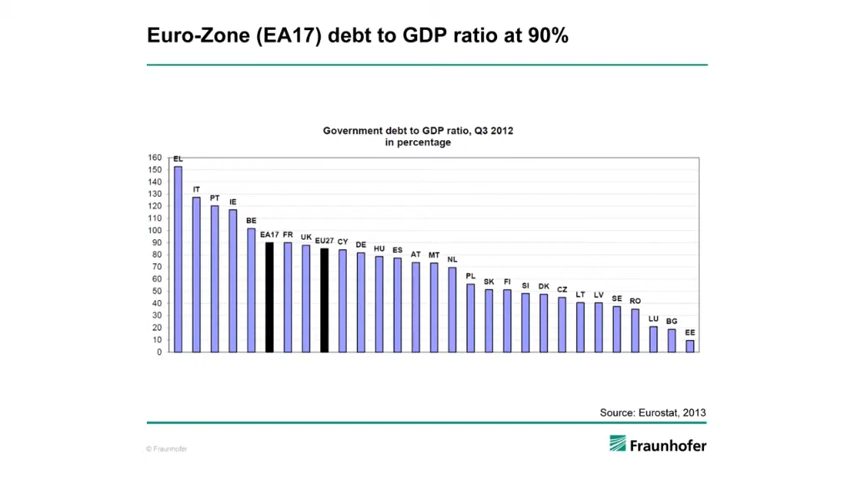 Euro-Zone (EA17) debt to GDP ratio at 90%
Government debt to GDP ratio, Q3 2012
in percentage
160
150
140
130
120
110
100
90
80
70
60
50
40
30
20
10
0
EL
IT
PT
IE
BE
EA17
FR
UK
EU27
CY
DE
HU
ES
AT
MT
NL
PL
SK
FI
SI
DK
CZ
LT
LV
SE
RO
LU
BG
EE
Source: Eurostat, 2013
© Fraunhofer
Fraunhofer